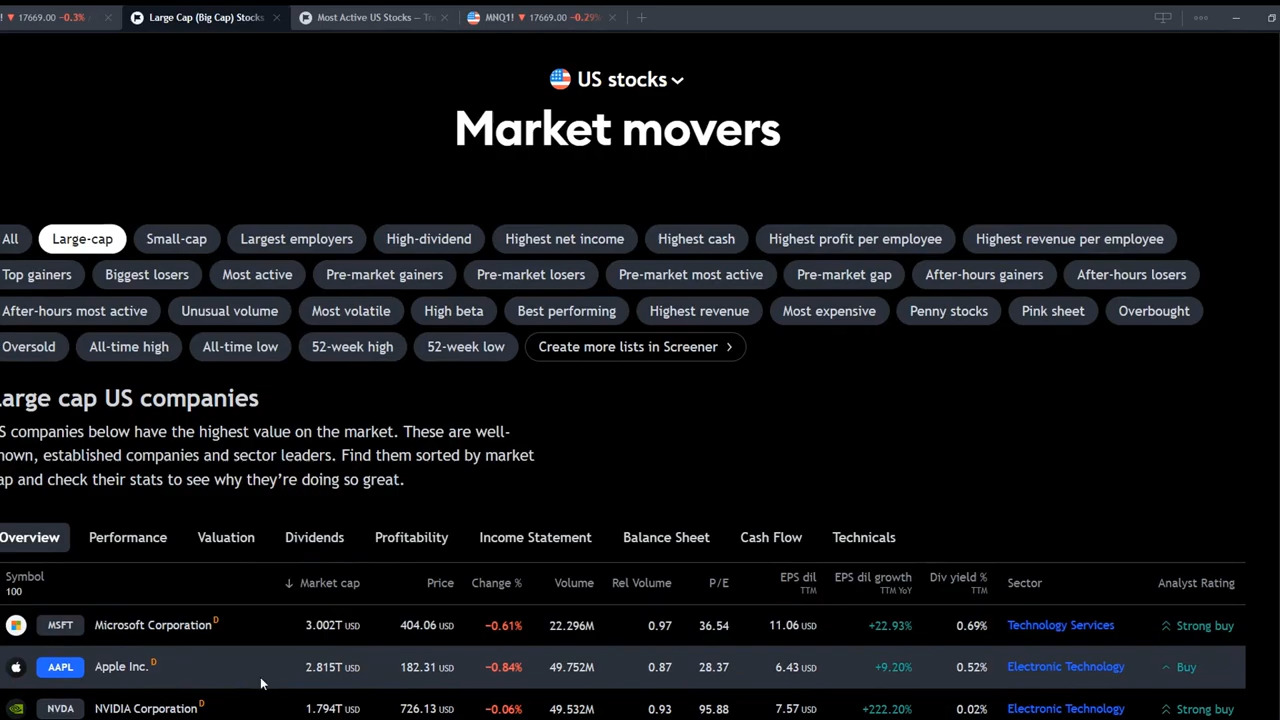 ! ▼ 17669.00 −0.3%
Large Cap (Big Cap) Stocks
Most Active US Stocks —
MNQ1! ▼ 17669.00 −0.29%
US stocks
Market movers
All Large-cap Small-cap Largest employers High-dividend Highest net income Highest cash Highest profit per employee Highest revenue per employee
Top gainers Biggest losers Most active Pre-market gainers Pre-market losers Pre-market most active Pre-market gap After-hours gainers After-hours losers
After-hours most active Unusual volume Most volatile High beta Best performing Highest revenue Most expensive Penny stocks Pink sheet Overbought
Oversold All-time high All-time low 52-week high 52-week low Create more lists in Screener
arge cap US companies
S companies below have the highest value on the market. These are well-
nown, established companies and sector leaders. Find them sorted by market
ap and check their stats to see why they’re doing so great.
Overview Performance Valuation Dividends Profitability Income Statement Balance Sheet Cash Flow Technicals
Symbol ↓ Market cap Price Change % Volume Rel Volume P/E EPS dil EPS dil growth Div yield % Sector Analyst Rating
100 TTM TTM YoY TTM
MSFT Microsoft Corporation D 3.002T USD 404.06 USD −0.61% 22.296M 0.97 36.54 11.06 USD +22.93% 0.69% Technology Services Strong buy
AAPL Apple Inc. D 2.815T USD 182.31 USD −0.84% 49.752M 0.87 28.37 6.43 USD +9.20% 0.52% Electronic Technology Buy
NVDA NVIDIA Corporation D 1.794T USD 726.13 USD −0.06% 49.532M 0.93 95.88 7.57 USD +222.20% 0.02% Electronic Technology Strong buy